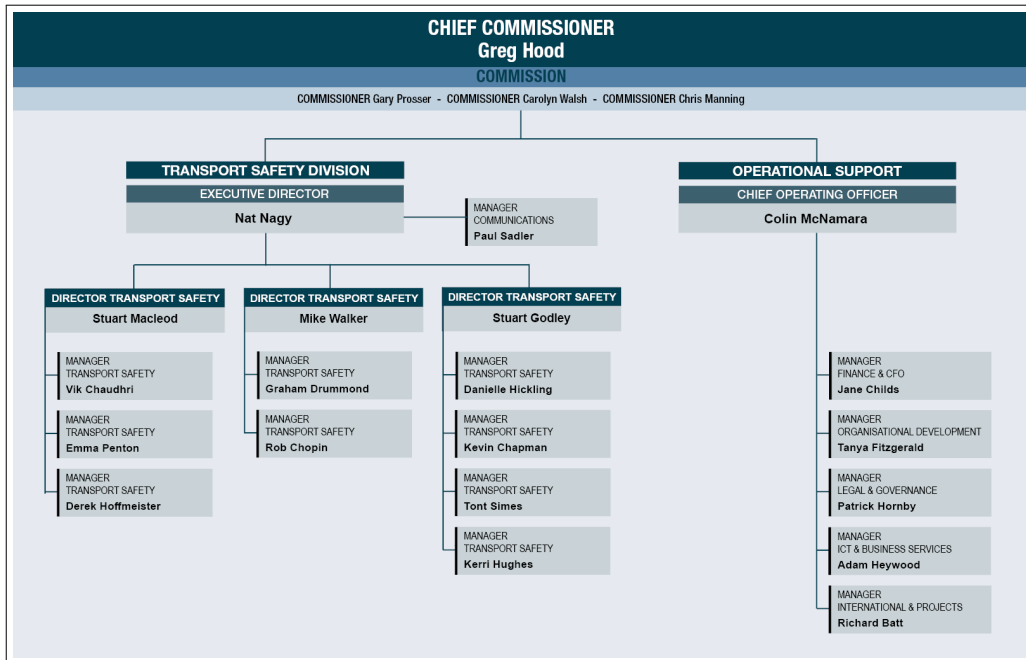 CHIEF COMMISSIONER
Greg Hood
COMMISSION
COMMISSIONER Gary Prosser - COMMISSIONER Carolyn Walsh - COMMISSIONER Chris Manning
TRANSPORT SAFETY DIVISION
EXECUTIVE DIRECTOR
Nat Nagy
MANAGER
COMMUNICATIONS
Paul Sadler
OPERATIONAL SUPPORT
CHIEF OPERATING OFFICER
Colin McNamara
DIRECTOR TRANSPORT SAFETY
Stuart Macleod
MANAGER
TRANSPORT SAFETY
Vik Chaudhri
MANAGER
TRANSPORT SAFETY
Emma Penton
MANAGER
TRANSPORT SAFETY
Derek Hoffmeister
DIRECTOR TRANSPORT SAFETY
Mike Walker
MANAGER
TRANSPORT SAFETY
Graham Drummond
MANAGER
TRANSPORT SAFETY
Rob Chopin
DIRECTOR TRANSPORT SAFETY
Stuart Godley
MANAGER
TRANSPORT SAFETY
Danielle Hickling
MANAGER
TRANSPORT SAFETY
Kevin Chapman
MANAGER
TRANSPORT SAFETY
Tont Simes
MANAGER
TRANSPORT SAFETY
Kerri Hughes
MANAGER
FINANCE & CFO
Jane Childs
MANAGER
ORGANISATIONAL DEVELOPMENT
Tanya Fitzgerald
MANAGER
LEGAL & GOVERNANCE
Patrick Hornby
MANAGER
ICT & BUSINESS SERVICES
Adam Heywood
MANAGER
INTERNATIONAL & PROJECTS
Richard Batt